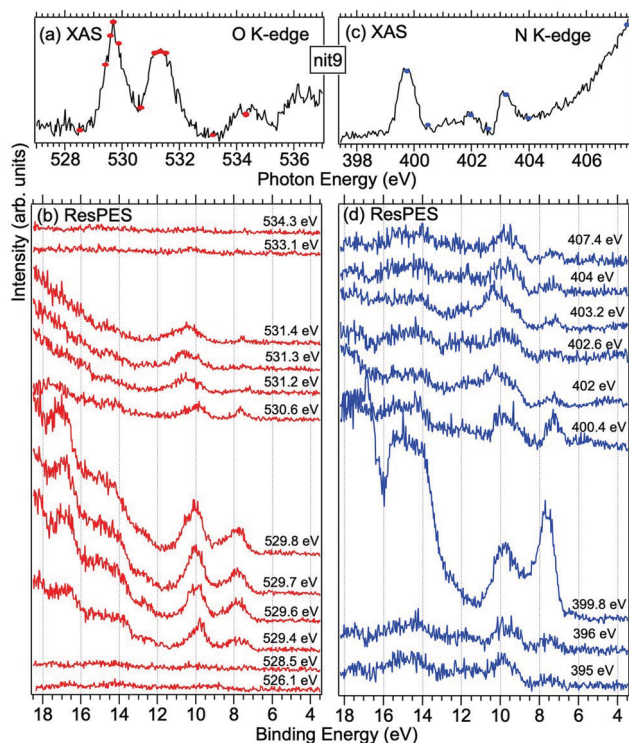 (a) XAS O K-edge
nit9
(c) XAS N K-edge
528 530 532 534 536
398 400 402 404 406
Photon Energy (eV)
Intensity (arb. units)
(b) ResPES
534.3 eV
533.1 eV
531.4 eV
531.3 eV
531.2 eV
530.6 eV
529.8 eV
529.7 eV
529.6 eV
529.4 eV
528.5 eV
526.1 eV
18 16 14 12 10 8 6 4
(d) ResPES
407.4 eV
404 eV
403.2 eV
402.6 eV
402 eV
400.4 eV
399.8 eV
396 eV
395 eV
18 16 14 12 10 8 6 4
Binding Energy (eV)